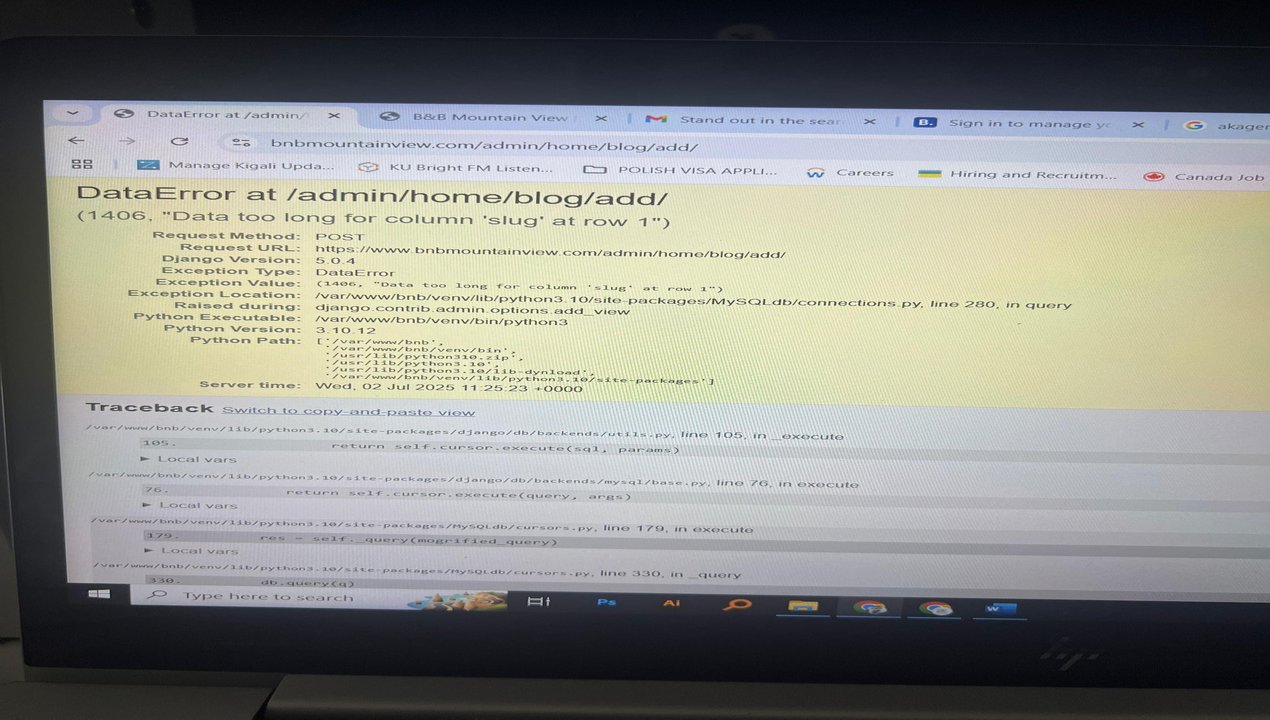 DataError at /admin/
B&B Mountain View
Stand out in the sear
Sign in to manage yo
akager
bnbmountainview.com/admin/home/blog/add/
Manage Kigali Upda...
KU Bright FM Listen...
POLISH VISA APPLI...
Careers
Hiring and Recruitm...
Canada Job
DataError at /admin/home/blog/add/
(1406, "Data too long for column 'slug' at row 1")
Request Method: POST
Request URL: https://www.bnbmountainview.com/admin/home/blog/add/
Django Version: 5.0.4
Exception Type: DataError
Exception Value: (1406, "Data too long for column 'slug' at row 1")
Exception Location: /var/www/bnb/venv/lib/python3.10/site-packages/MySQLdb/connections.py, line 280, in query
Raised during: django.contrib.admin.options.add_view
Python Executable: /var/www/bnb/venv/bin/python3
Python Version: 3.10.12
Python Path: ['/var/www/bnb',
'/var/www/bnb/venv/bin',
'/usr/lib/python310.zip',
'/usr/lib/python3.10',
'/usr/lib/python3.10/lib-dynload',
'/var/www/bnb/venv/lib/python3.10/site-packages']
Server time: Wed, 02 Jul 2025 11:25:23 +0000
Traceback Switch to copy-and-paste view
/var/www/bnb/venv/lib/python3.10/site-packages/django/db/backends/utils.py, line 105, in _execute
105. return self.cursor.execute(sql, params)
► Local vars
/var/www/bnb/venv/lib/python3.10/site-packages/django/db/backends/mysql/base.py, line 76, in execute
76. return self.cursor.execute(query, args)
► Local vars
/var/www/bnb/venv/lib/python3.10/site-packages/MySQLdb/cursors.py, line 179, in execute
179. res = self._query(mogrified_query)
► Local vars
/var/www/bnb/venv/lib/python3.10/site-packages/MySQLdb/cursors.py, line 330, in _query
330. db.query(q)
Type here to search
Ps
Ai
W
hp